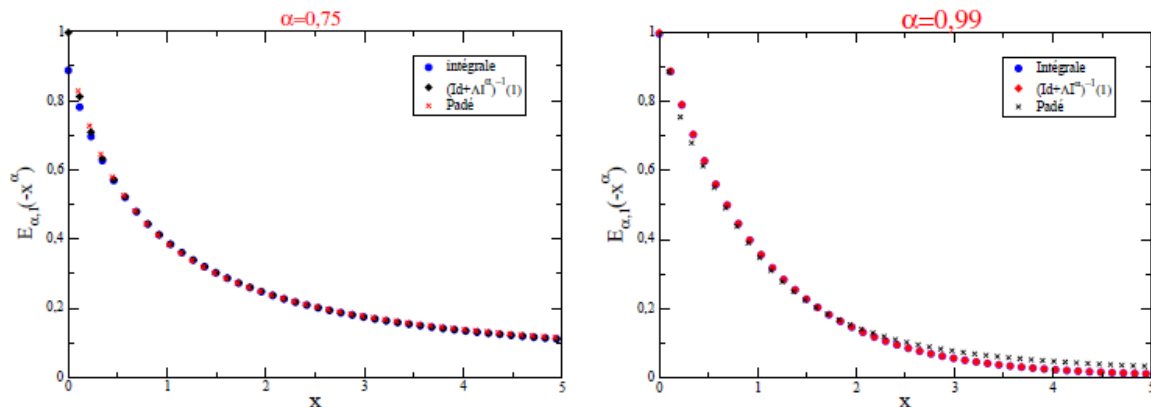 α=0,75
1
0,8
0,6
0,4
0,2
0
0 1 2 3 4 5
x
E_{α,1}(-x^α)
intégrale
(Id+ΛI^α)^{-1}(1)
Padé
α=0,99
1
0,8
0,6
0,4
0,2
0
0 1 2 3 4 5
x
E_{α,1}(-x^α)
Intégrale
(Id+ΛI^α)^{-1}(1)
Padé